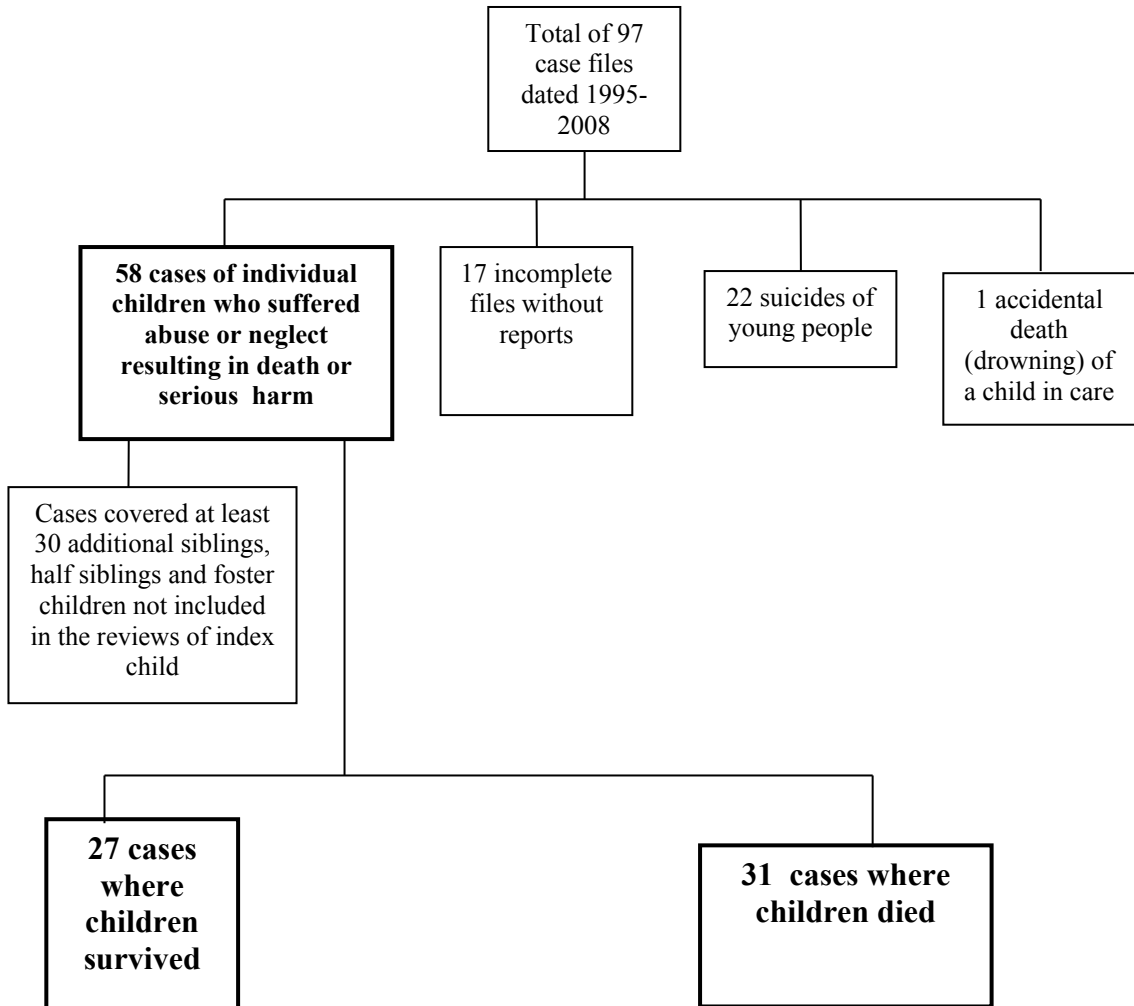 Total of 97
case files
dated 1995-
2008
58 cases of individual
children who suffered
abuse or neglect
resulting in death or
serious harm
17 incomplete
files without
reports
22 suicides of
young people
1 accidental
death
(drowning) of
a child in care
Cases covered at least
30 additional siblings,
half siblings and foster
children not included
in the reviews of index
child
27 cases
where
children
survived
31 cases where
children died